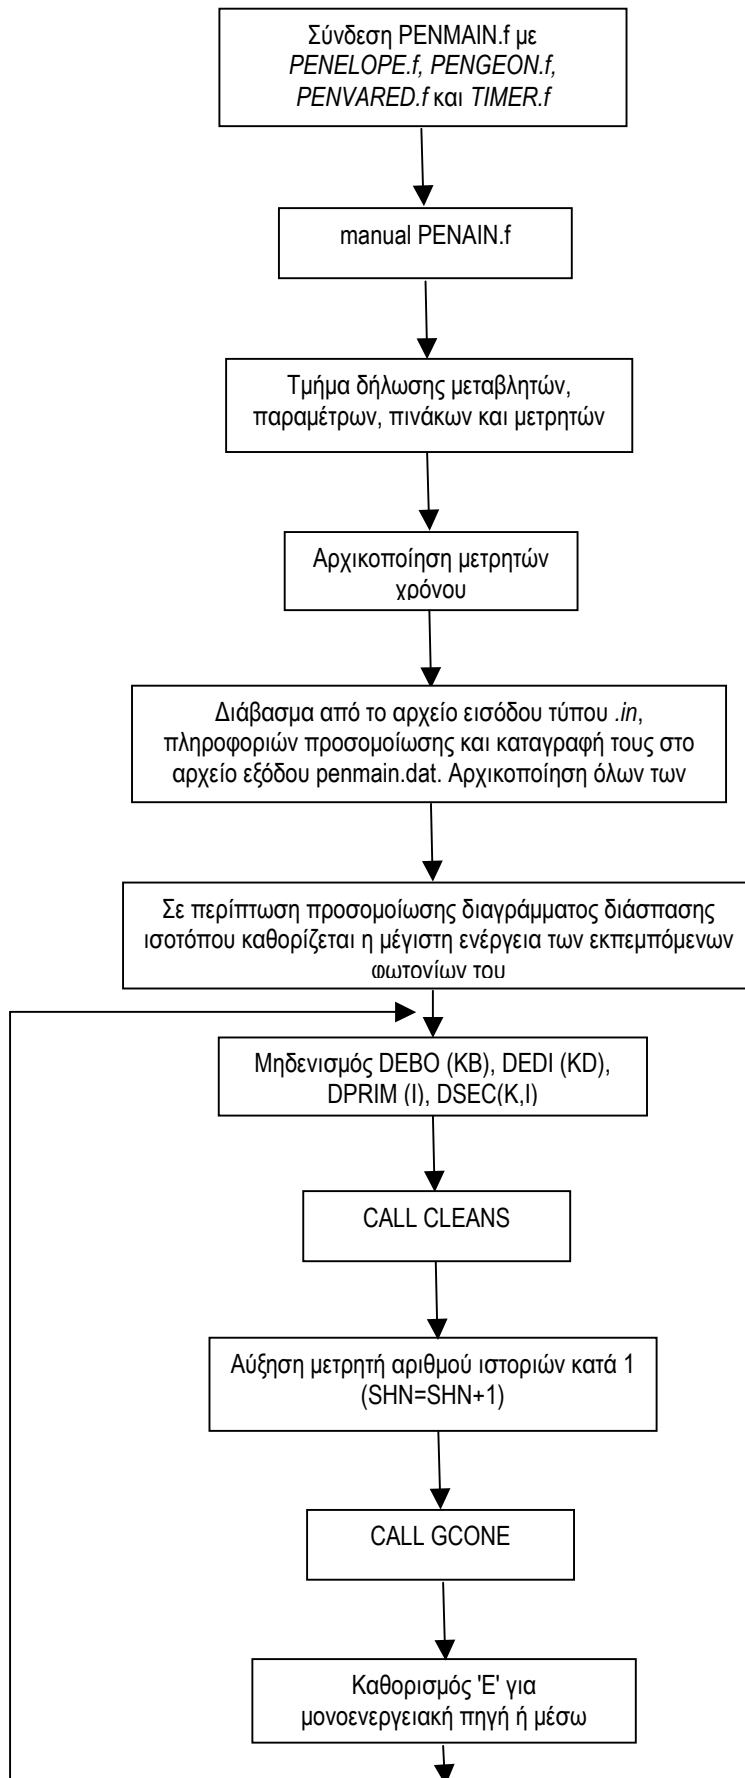 Σύνδεση PENMAIN.f με
PENELOPE.f, PENGEON.f,
PENVARED.f και TIMER.f
manual PENAIN.f
Τμήμα δήλωσης μεταβλητών,
παραμέτρων, πινάκων και μετρητών
Αρχικοποίηση μετρητών
χρόνου
Διάβασμα από το αρχείο εισόδου τύπου .in,
πληροφοριών προσομοίωσης και καταγραφή τους στο
αρχείο εξόδου penmain.dat. Αρχικοποίηση όλων των
Σε περίπτωση προσομοίωσης διαγράμματος διάσπασης
ισοτόπου καθορίζεται η μέγιστη ενέργεια των εκπεμπόμενων
φωτονίων του
Μηδενισμός DEBO (KB), DEDI (KD),
DPRIM (I), DSEC(K,I)
CALL CLEANS
Αύξηση μετρητή αριθμού ιστοριών κατά 1
(SHN=SHN+1)
CALL GCONE
Καθορισμός 'Ε' για
μονοενεργειακή πηγή ή μέσω